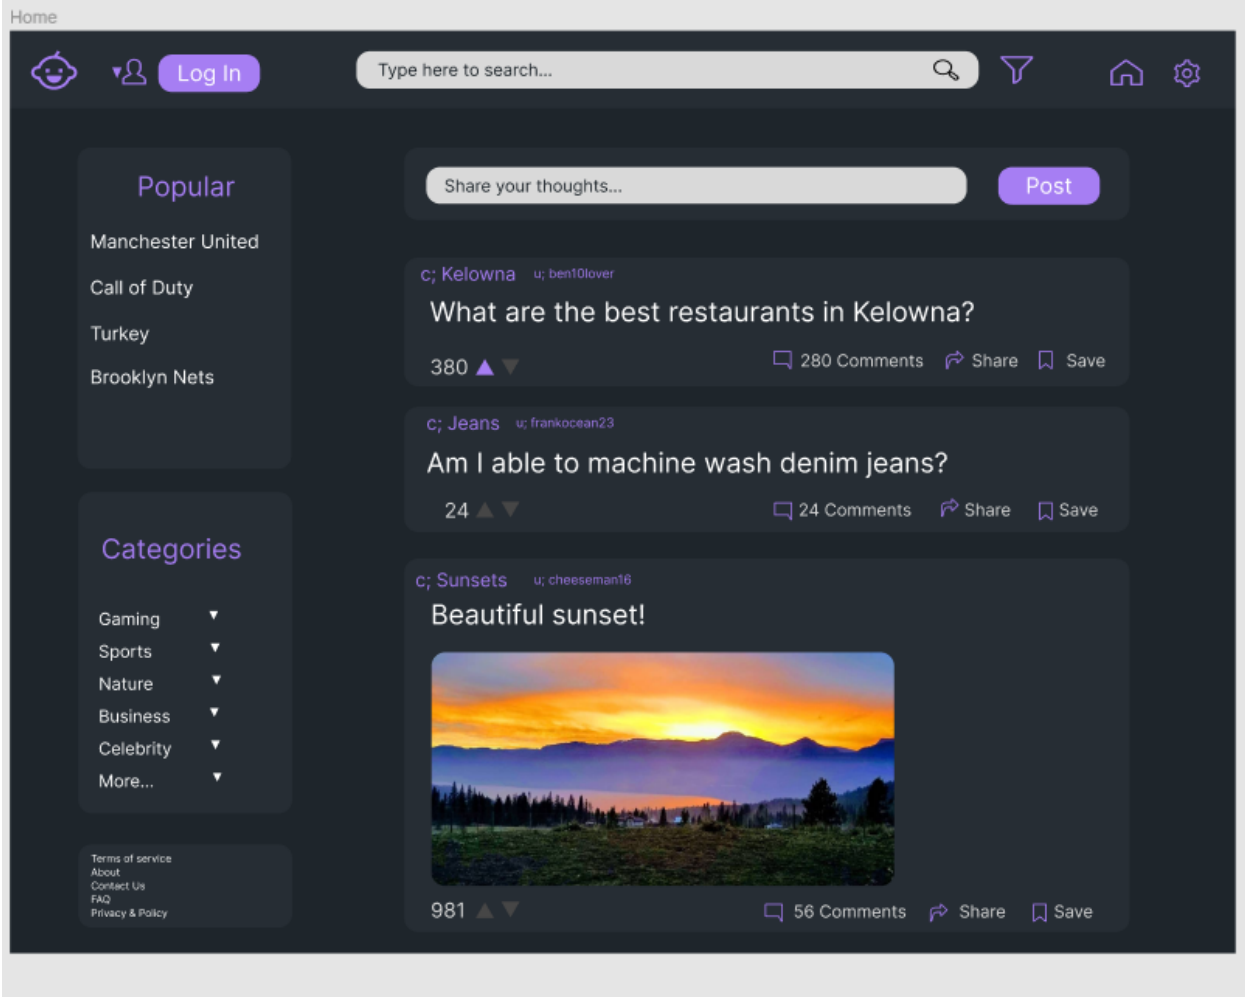 Home
Log In
Type here to search...
Popular
Manchester United
Call of Duty
Turkey
Brooklyn Nets
Categories
Gaming
Sports
Nature
Business
Celebrity
More...
Terms of service
About
Contact Us
FAQ
Privacy & Policy
Share your thoughts...
Post
c; Kelowna u; ben10lover
What are the best restaurants in Kelowna?
380 280 Comments Share Save
c; Jeans u; frankocean23
Am I able to machine wash denim jeans?
24 24 Comments Share Save
c; Sunsets u; cheeseman16
Beautiful sunset!
981 56 Comments Share Save